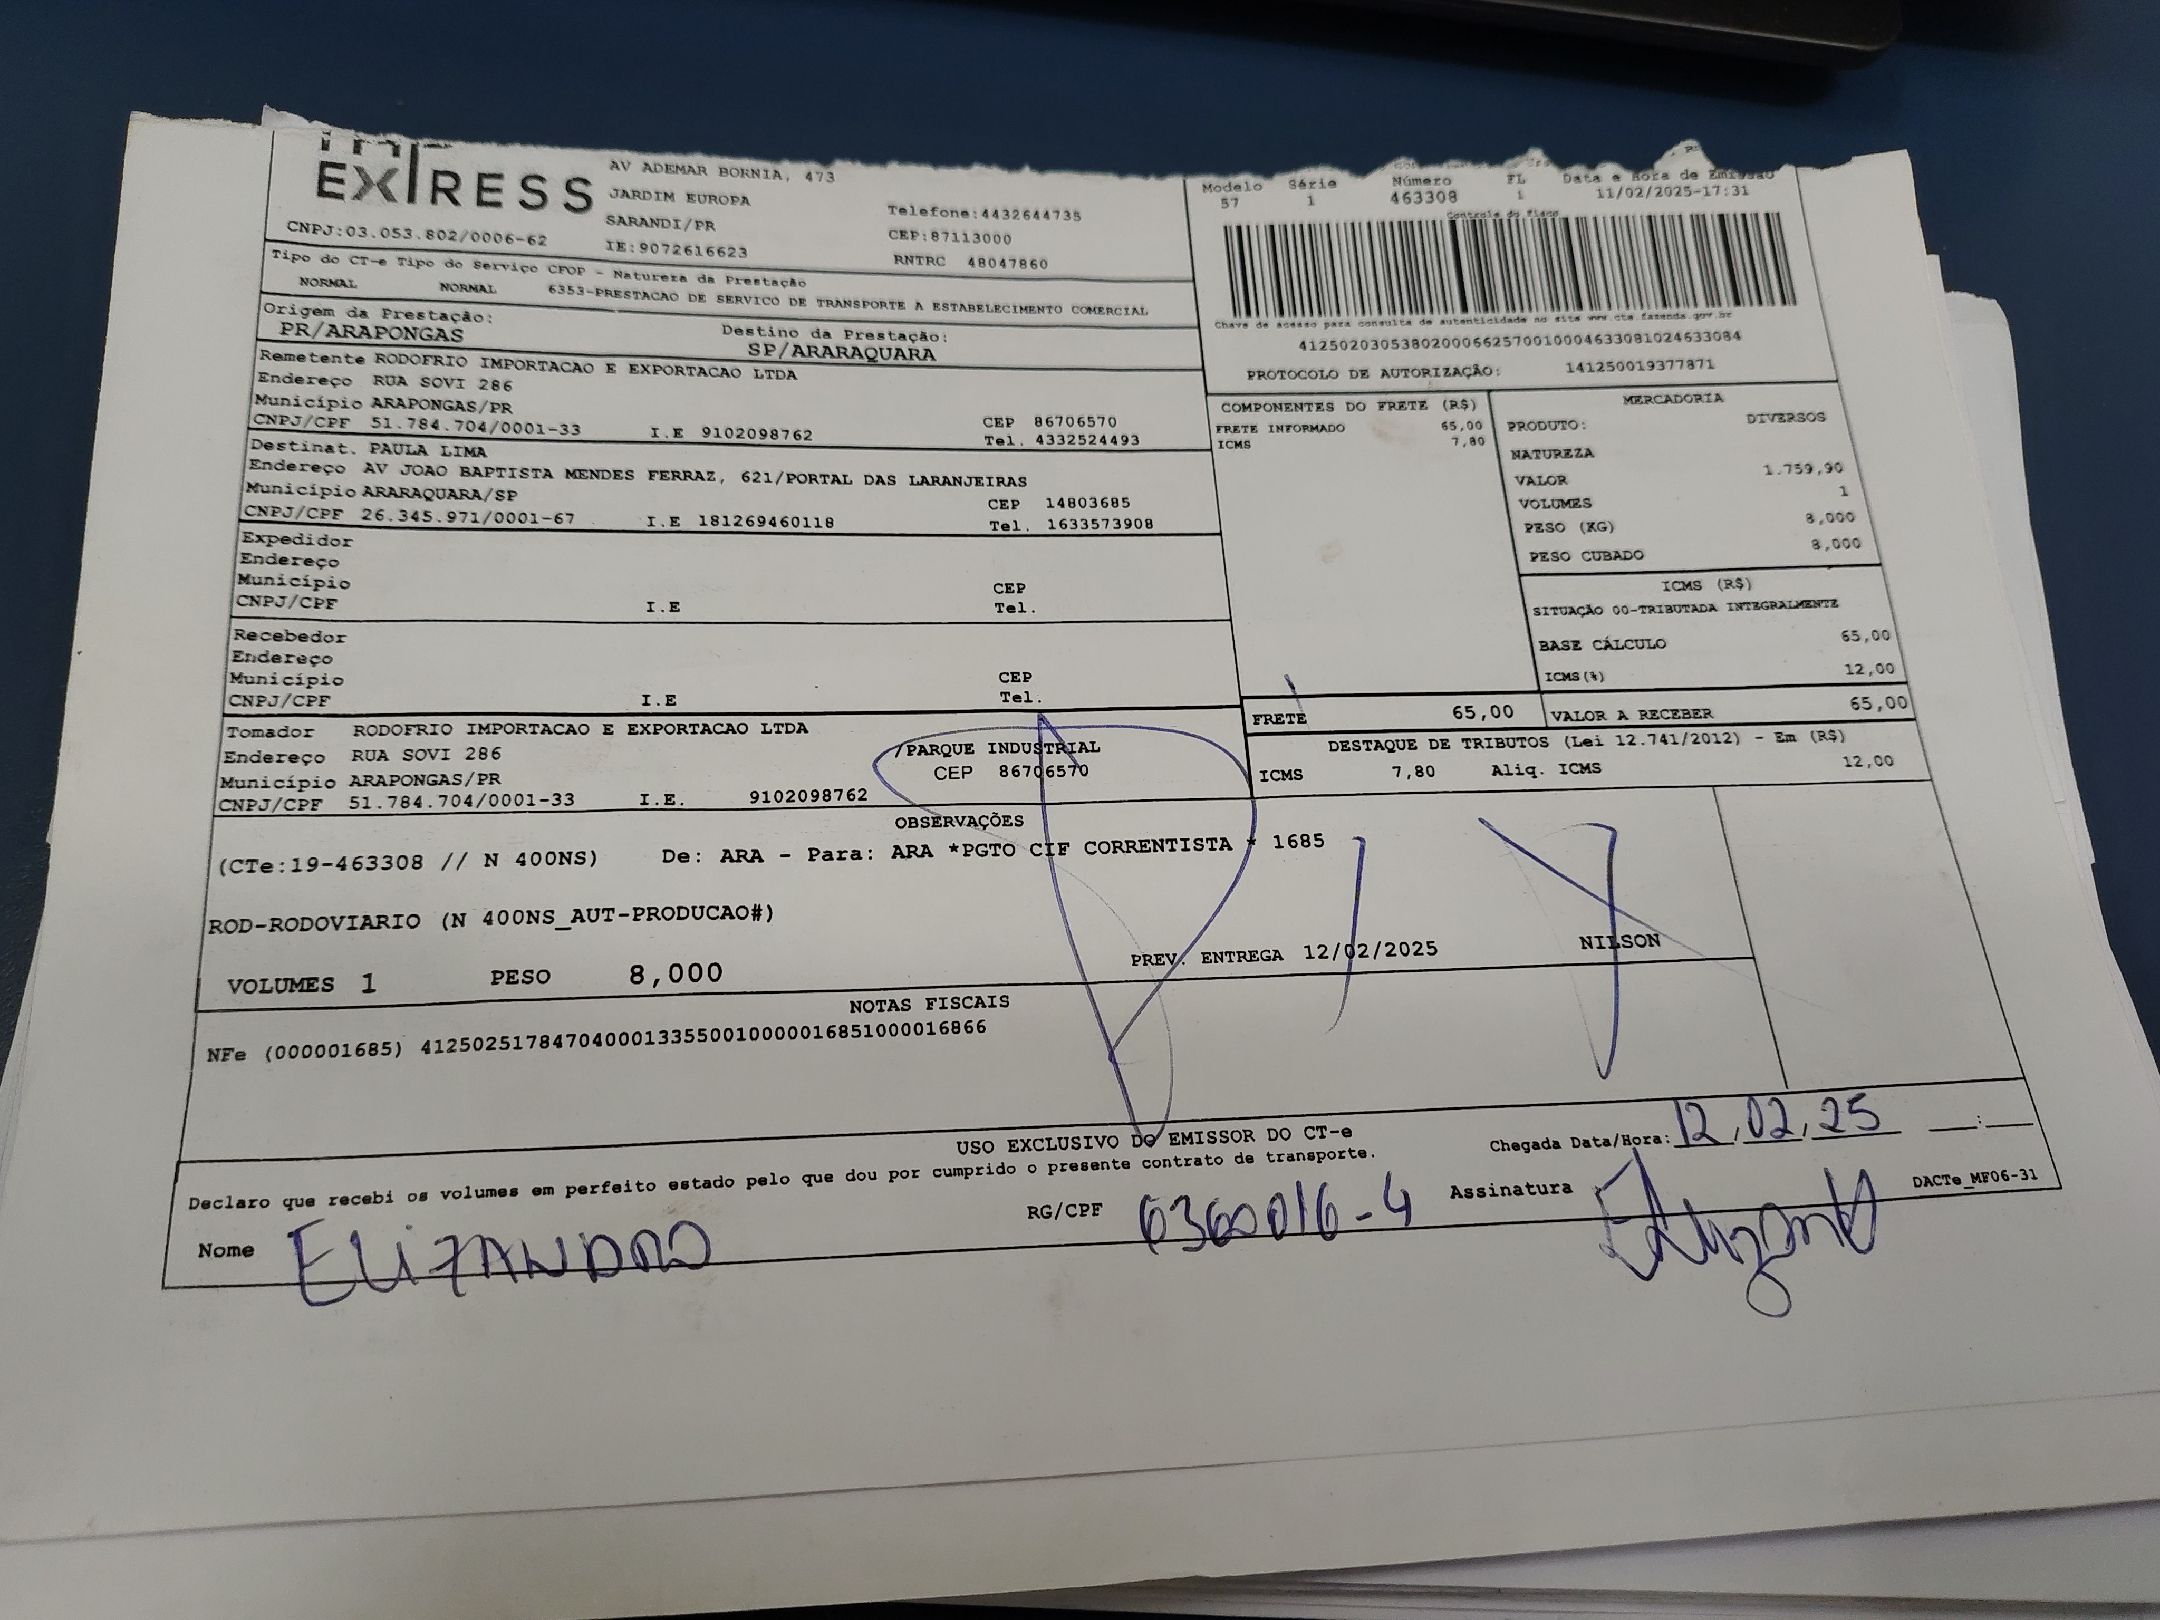 EXPRESS
AV ADEMAR BORNIA, 473
JARDIM EUROPA
SARANDI/PR
IE:9072616623
Telefone:4432644735
CEP:87113000
RNTRC 48047860
CNPJ:03.053.802/0006-62
Modelo Série Número FL Data e Hora de Emissão
57 1 463308 1 11/02/2025-17:31
Controle do fisco
Tipo do CT-e Tipo do Serviço CFOP - Natureza da Prestação
NORMAL NORMAL 6353-PRESTACAO DE SERVICO DE TRANSPORTE A ESTABELECIMENTO COMERCIAL
Chave de acesso para consulta de autenticidade no site www.cte.fazenda.gov.br
41250203053802000662570010004633081024633084
PROTOCOLO DE AUTORIZAÇÃO: 141250019377871
Origem da Prestação: Destino da Prestação:
PR/ARAPONGAS SP/ARARAQUARA
Remetente RODOFRIO IMPORTACAO E EXPORTACAO LTDA
Endereço RUA SOVI 286
Município ARAPONGAS/PR CEP 86706570
CNPJ/CPF 51.784.704/0001-33 I.E 9102098762 Tel. 4332524493
Destinat. PAULA LIMA
Endereço AV JOAO BAPTISTA MENDES FERRAZ, 621/PORTAL DAS LARANJEIRAS
Município ARARAQUARA/SP CEP 14803685
CNPJ/CPF 26.345.971/0001-67 I.E 181269460118 Tel. 1633573908
Expedidor
Endereço
Município CEP
CNPJ/CPF I.E Tel.
Recebedor
Endereço
Município CEP
CNPJ/CPF I.E Tel.
Tomador RODOFRIO IMPORTACAO E EXPORTACAO LTDA
Endereço RUA SOVI 286 /PARQUE INDUSTRIAL
Município ARAPONGAS/PR CEP 86706570
CNPJ/CPF 51.784.704/0001-33 I.E. 9102098762
COMPONENTES DO FRETE (R$)
FRETE INFORMADO 65,00
ICMS 7,80
MERCADORIA
PRODUTO: DIVERSOS
NATUREZA
VALOR 1.759,90
VOLUMES 1
PESO (KG) 8,000
PESO CUBADO 8,000
ICMS (R$)
SITUAÇÃO 00-TRIBUTADA INTEGRALMENTE
BASE CÁLCULO 65,00
ICMS(%) 12,00
FRETE 65,00 VALOR A RECEBER 65,00
DESTAQUE DE TRIBUTOS (Lei 12.741/2012) - Em (R$)
ICMS 7,80 Aliq. ICMS 12,00
OBSERVAÇÕES
(CTe:19-463308 // N 400NS) De: ARA - Para: ARA *PGTO CIF CORRENTISTA * 1685
ROD-RODOVIARIO (N 400NS_AUT-PRODUCAO#)
VOLUMES 1 PESO 8,000 PREV. ENTREGA 12/02/2025 NILSON
NOTAS FISCAIS
NFe (000001685) 41250251784704000133550010000016851000016866
USO EXCLUSIVO DO EMISSOR DO CT-e
Chegada Data/Hora: 12,02,25 __:__
Declaro que recebi os volumes em perfeito estado pelo que dou por cumprido o presente contrato de transporte.
DACTe_MF06-31
Nome ELIZANDRO RG/CPF 6360016-4 Assinatura